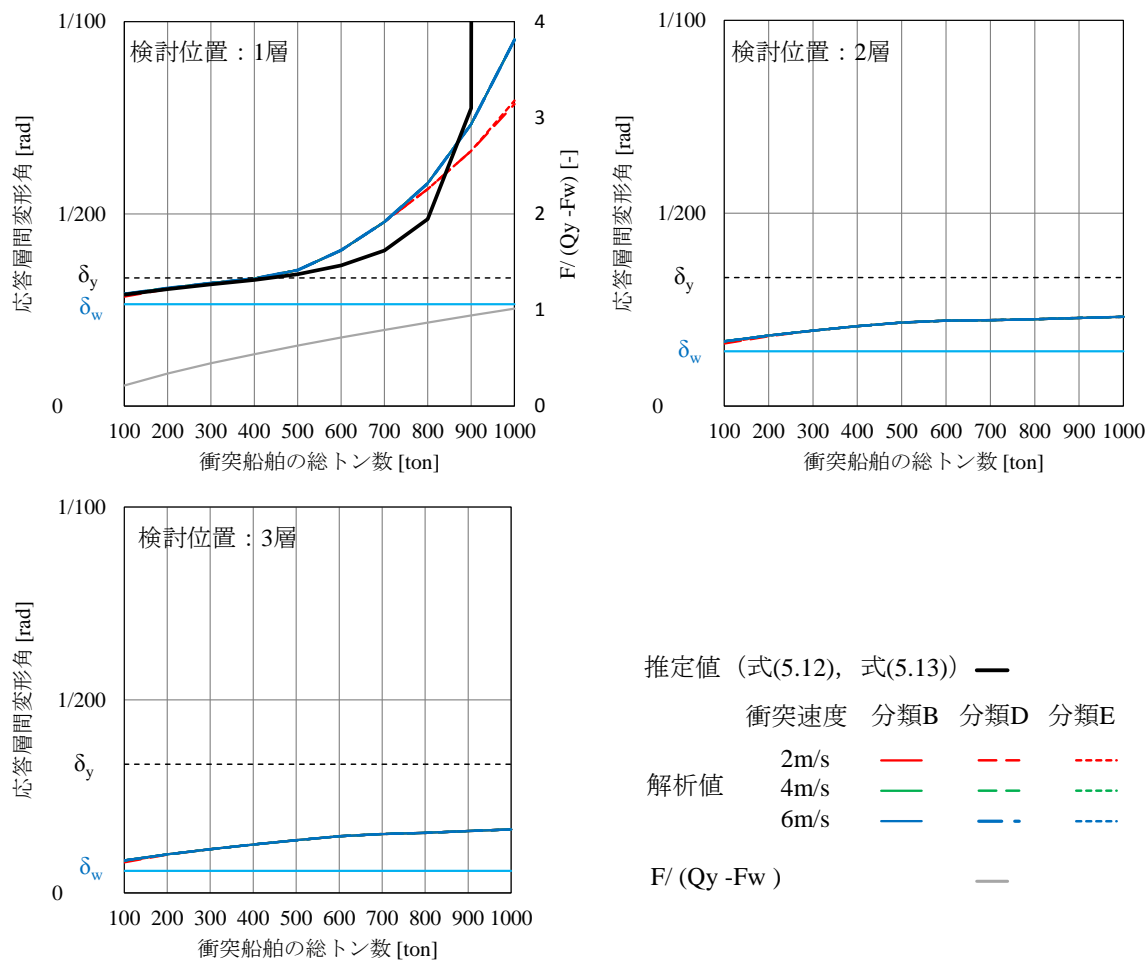 検討位置：1層
応答層間変形角 [rad]
1/100
1/200
δy
δw
0
4
3
2
1
0
F/ (Qy -Fw) [-]
100 200 300 400 500 600 700 800 900 1000
衝突船舶の総トン数 [ton]
検討位置：2層
応答層間変形角 [rad]
1/100
1/200
δy
δw
0
100 200 300 400 500 600 700 800 900 1000
衝突船舶の総トン数 [ton]
検討位置：3層
応答層間変形角 [rad]
1/100
1/200
δy
δw
0
100 200 300 400 500 600 700 800 900 1000
衝突船舶の総トン数 [ton]
推定値（式(5.12)，式(5.13)）
衝突速度 分類B 分類D 分類E
解析値
2m/s
4m/s
6m/s
F/ (Qy -Fw )